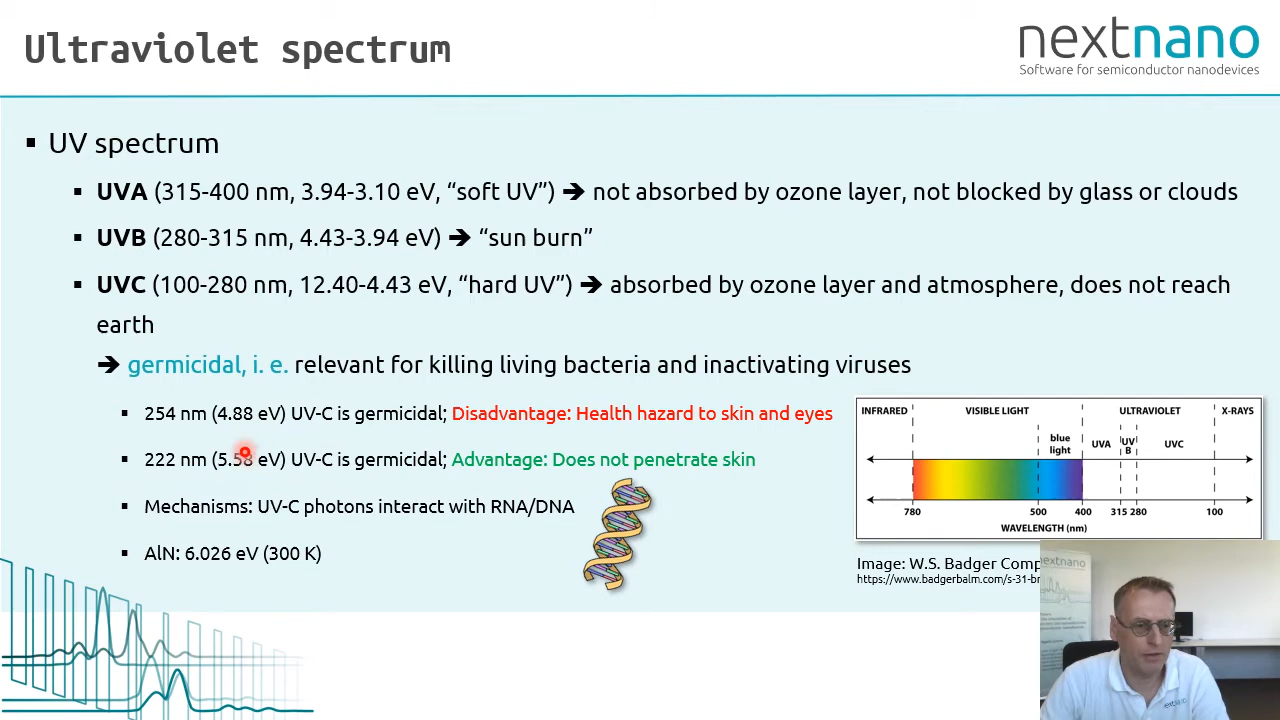 Ultraviolet spectrum
nextnano
Software for semiconductor nanodevices
▪ UV spectrum
▪ UVA (315-400 nm, 3.94-3.10 eV, “soft UV”) ➔ not absorbed by ozone layer, not blocked by glass or clouds
▪ UVB (280-315 nm, 4.43-3.94 eV) ➔ “sun burn”
▪ UVC (100-280 nm, 12.40-4.43 eV, “hard UV”) ➔ absorbed by ozone layer and atmosphere, does not reach
earth
➔ germicidal, i. e. relevant for killing living bacteria and inactivating viruses
▪ 254 nm (4.88 eV) UV-C is germicidal; Disadvantage: Health hazard to skin and eyes
▪ 222 nm (5.58 eV) UV-C is germicidal; Advantage: Does not penetrate skin
▪ Mechanisms: UV-C photons interact with RNA/DNA
▪ AlN: 6.026 eV (300 K)
INFRARED VISIBLE LIGHT ULTRAVIOLET X-RAYS
blue
light
UVA
UV
B
UVC
780 500 400 315 280 100
WAVELENGTH (nm)
Image: W.S. Badger Comp
https://www.badgerbalm.com/s-31-br
nextnano
nextnano